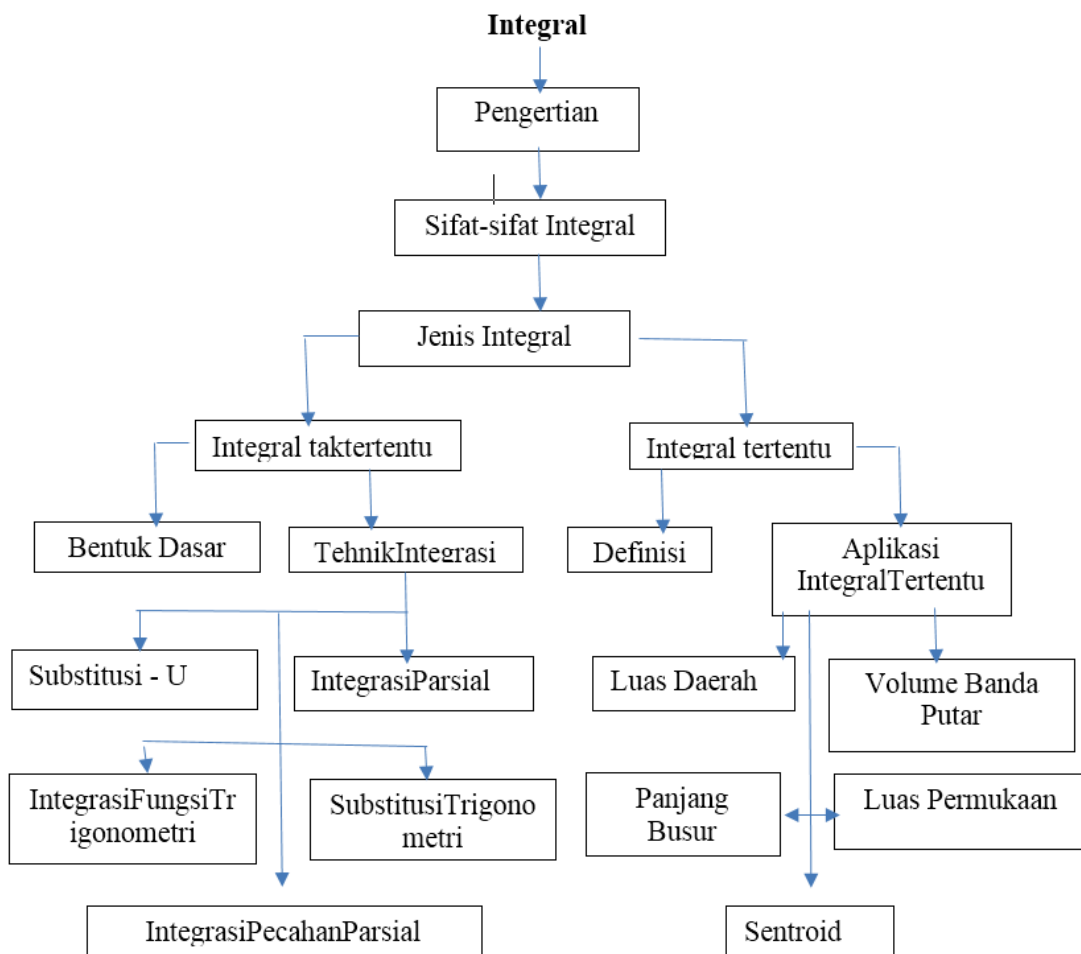 Integral
Pengertian
Sifat-sifat Integral
Jenis Integral
Integral taktertentu
Integral tertentu
Bentuk Dasar
TehnikIntegrasi
Definisi
Aplikasi
IntegralTertentu
Substitusi - U
IntegrasiParsial
Luas Daerah
Volume Banda
Putar
IntegrasiFungsiTr
igonometri
SubstitusiTrigono
metri
Panjang
Busur
Luas Permukaan
IntegrasiPecahanParsial
Sentroid